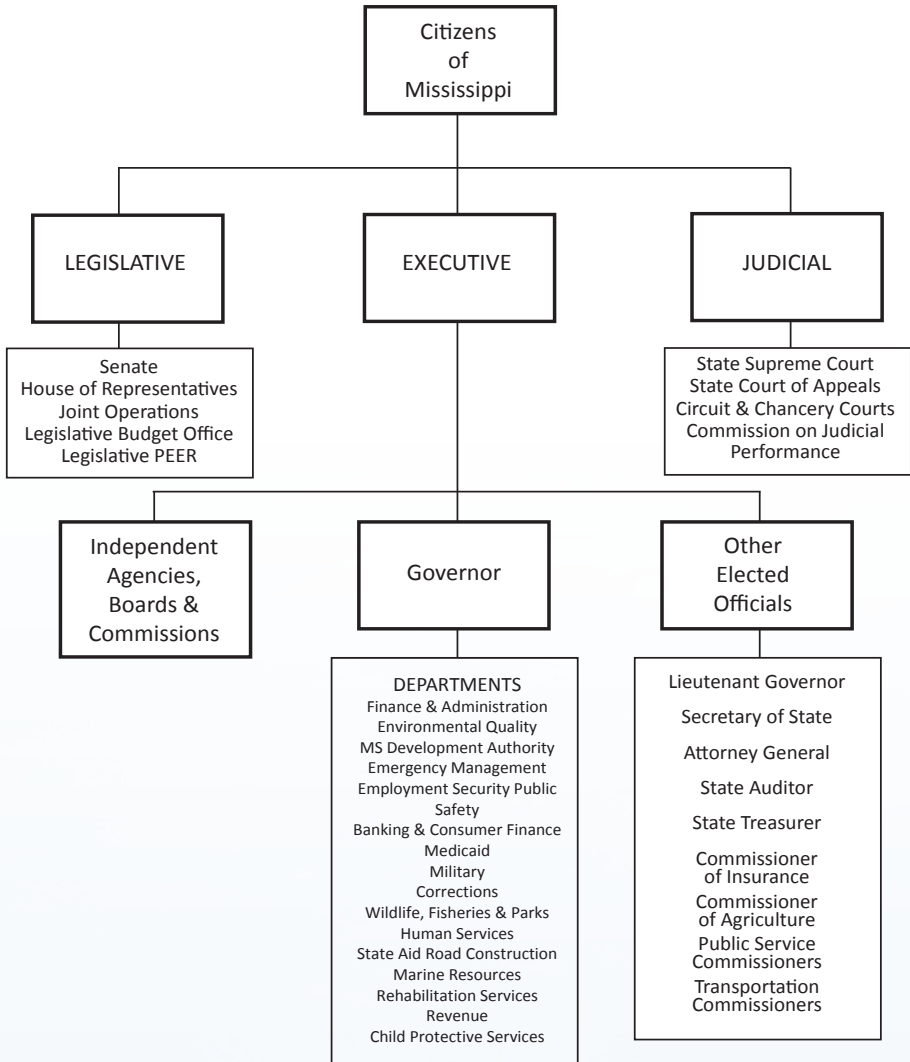 Citizens
of
Mississippi
LEGISLATIVE
EXECUTIVE
JUDICIAL
Senate
House of Representatives
Joint Operations
Legislative Budget Office
Legislative PEER
State Supreme Court
State Court of Appeals
Circuit & Chancery Courts
Commission on Judicial
Performance
Independent
Agencies,
Boards &
Commissions
Governor
Other
Elected
Officials
DEPARTMENTS
Finance & Administration
Environmental Quality
MS Development Authority
Emergency Management
Employment Security Public
Safety
Banking & Consumer Finance
Medicaid
Military
Corrections
Wildlife, Fisheries & Parks
Human Services
State Aid Road Construction
Marine Resources
Rehabilitation Services
Revenue
Child Protective Services
Lieutenant Governor
Secretary of State
Attorney General
State Auditor
State Treasurer
Commissioner
of Insurance
Commissioner
of Agriculture
Public Service
Commissioners
Transportation
Commissioners